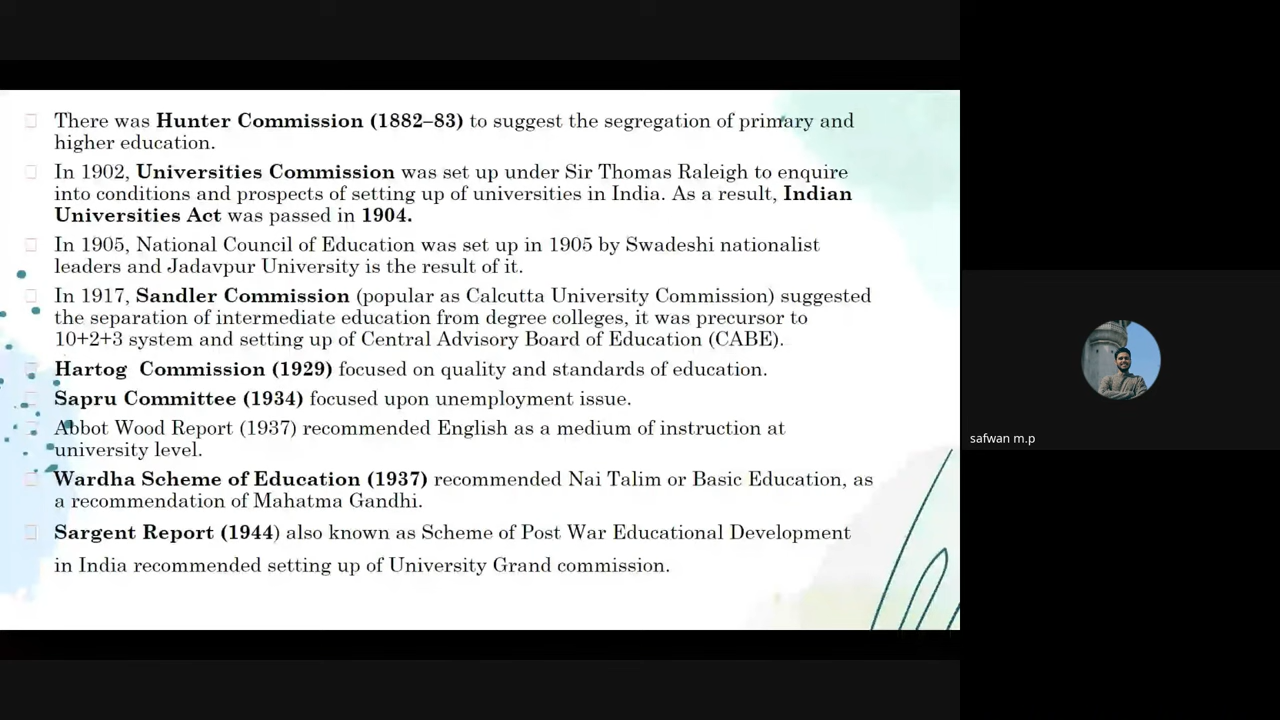 There was Hunter Commission (1882–83) to suggest the segregation of primary and
higher education.
In 1902, Universities Commission was set up under Sir Thomas Raleigh to enquire
into conditions and prospects of setting up of universities in India. As a result, Indian
Universities Act was passed in 1904.
In 1905, National Council of Education was set up in 1905 by Swadeshi nationalist
leaders and Jadavpur University is the result of it.
In 1917, Sandler Commission (popular as Calcutta University Commission) suggested
the separation of intermediate education from degree colleges, it was precursor to
10+2+3 system and setting up of Central Advisory Board of Education (CABE).
Hartog Commission (1929) focused on quality and standards of education.
Sapru Committee (1934) focused upon unemployment issue.
Abbot Wood Report (1937) recommended English as a medium of instruction at
university level.
Wardha Scheme of Education (1937) recommended Nai Talim or Basic Education, as
a recommendation of Mahatma Gandhi.
Sargent Report (1944) also known as Scheme of Post War Educational Development
in India recommended setting up of University Grand commission.
safwan m.p